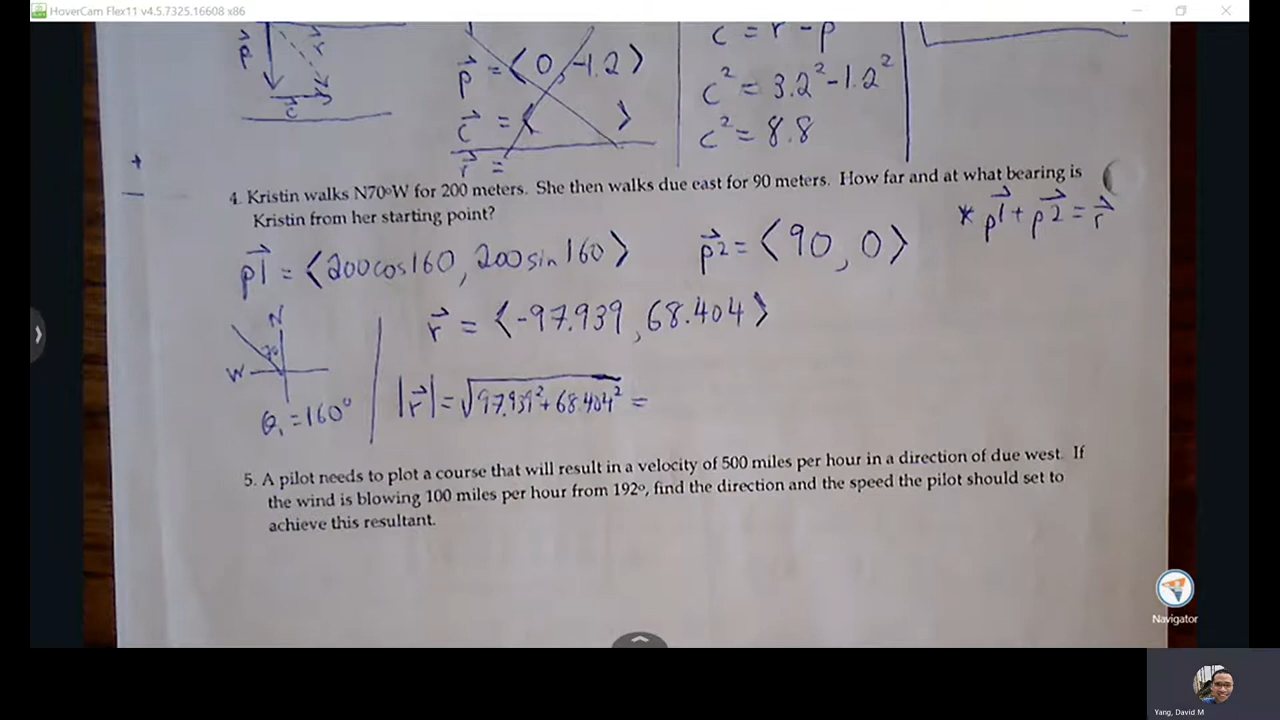 HoverCam Flex11 v4.5.7325.16608 x86
p⃗
r⃗
c⃗
p⃗ = ⟨0, -1.2⟩
c⃗ = ⟨ ⟩
r⃗ =
c = r - p
c² = 3.2² - 1.2²
c² = 8.8
+
4. Kristin walks N70ºW for 200 meters. She then walks due east for 90 meters. How far and at what bearing is
Kristin from her starting point?
* p⃗1 + p⃗2 = r⃗
p⃗1 = ⟨200cos160, 200sin160⟩
p⃗2 = ⟨90, 0⟩
r⃗ = ⟨-97.939, 68.404⟩
N
70
W
θ₁ = 160°
|r⃗| = √97.939² + 68.404² =
5. A pilot needs to plot a course that will result in a velocity of 500 miles per hour in a direction of due west. If
the wind is blowing 100 miles per hour from 192º, find the direction and the speed the pilot should set to
achieve this resultant.
Navigator
Yang, David M